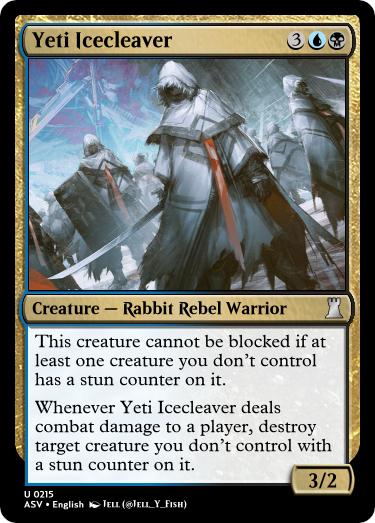 Yeti Icecleaver 3
Creature — Rabbit Rebel Warrior
This creature cannot be blocked if at
least one creature you don't control
has a stun counter on it.
Whenever Yeti Icecleaver deals
combat damage to a player, destroy
target creature you don't control with
a stun counter on it.
3/2
U 0215
ASV • English Jell (@Jell_Y_Fish)